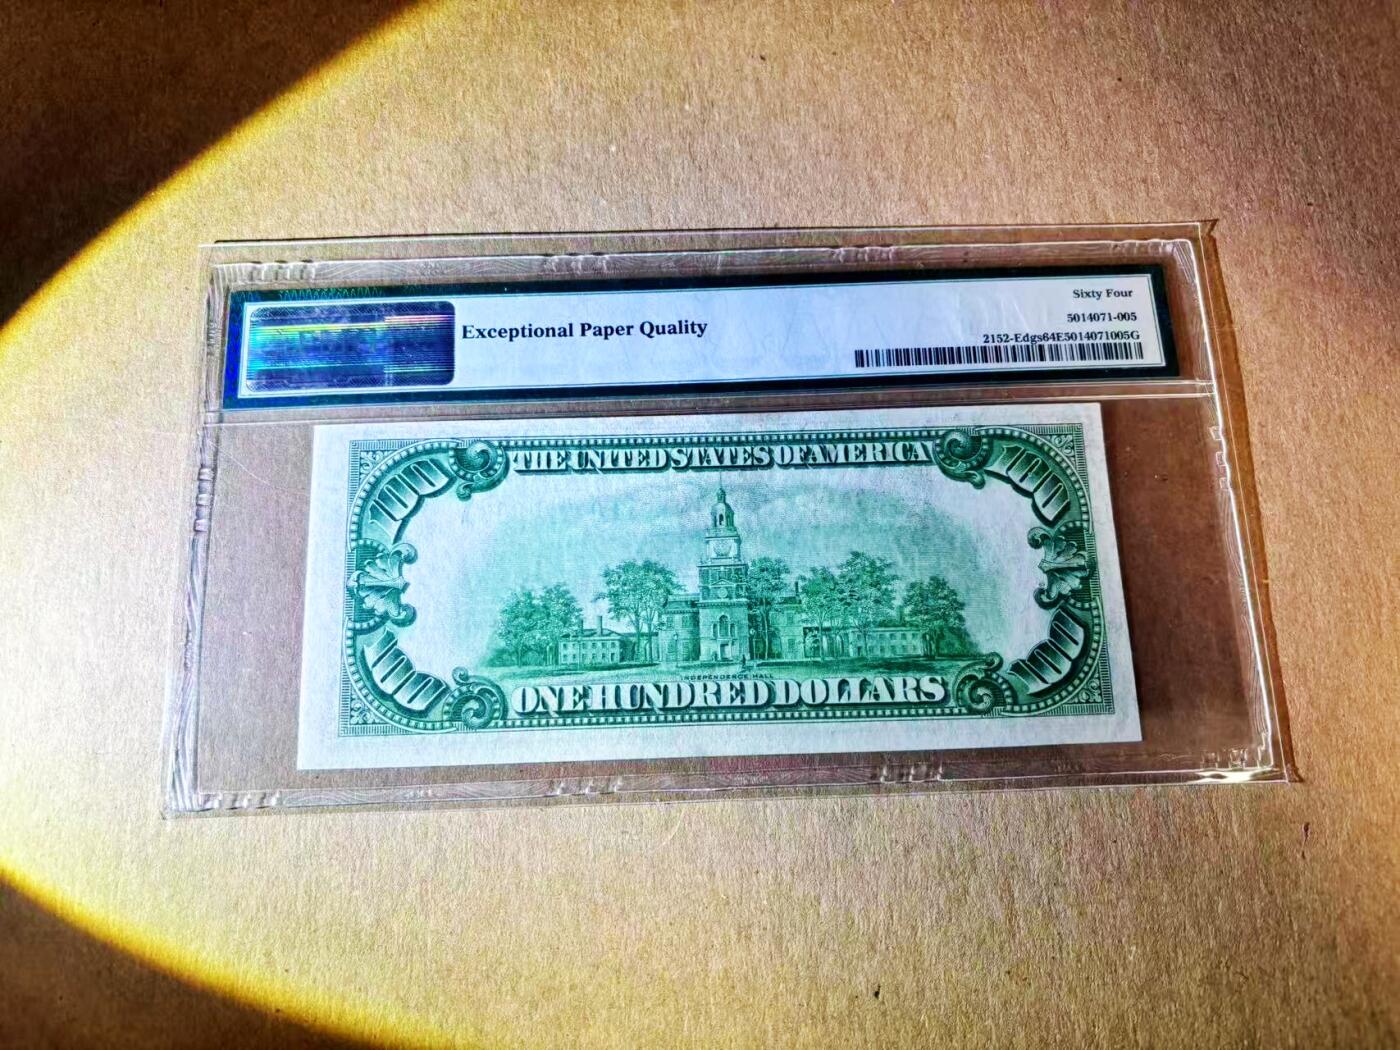 Exceptional Paper Quality
Sixty Four
5014071-005
2152-Edgs64E5014071005G
THE UNITED STATES OF AMERICA
100
100
INDEPENDENCE HALL
100
100
ONE HUNDRED DOLLARS